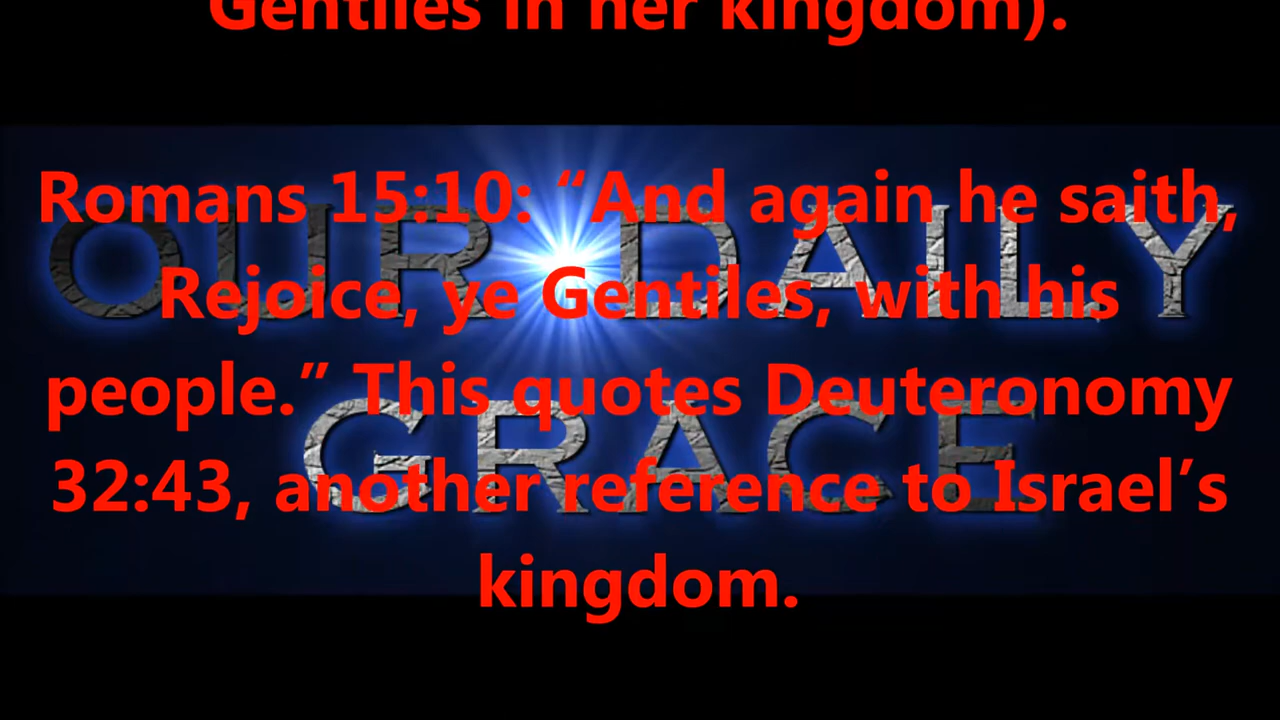 Gentiles in her kingdom).
Romans 15:10: “And again he saith,
Rejoice, ye Gentiles, with his
people.” This quotes Deuteronomy
32:43, another reference to Israel’s
kingdom.
OUR DAILY
GRACE